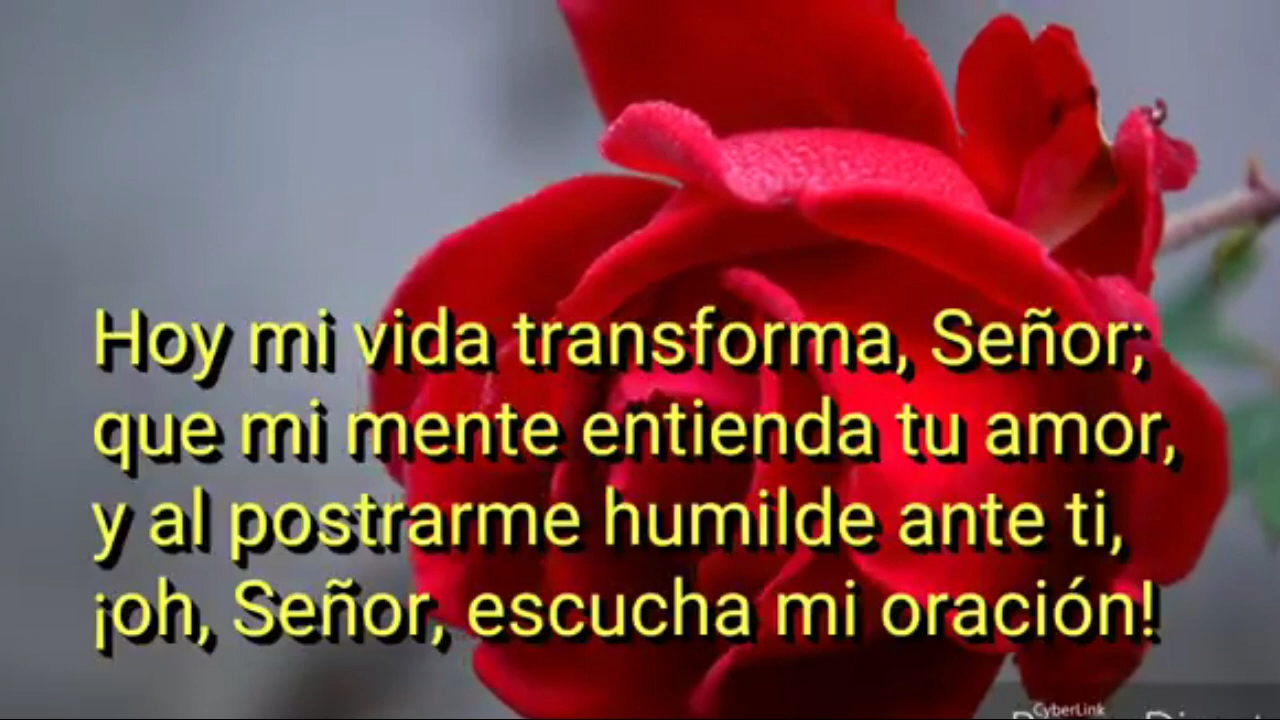 Hoy mi vida transforma, Señor;
que mi mente entienda tu amor,
y al postrarme humilde ante ti,
¡oh, Señor, escucha mi oración!
CyberLink